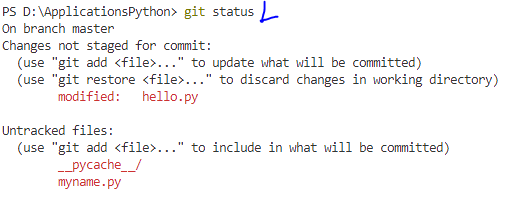 PS D:\ApplicationsPython> git status
On branch master
Changes not staged for commit:
  (use "git add <file>..." to update what will be committed)
  (use "git restore <file>..." to discard changes in working directory)
        modified:   hello.py

Untracked files:
  (use "git add <file>..." to include in what will be committed)
        __pycache__/
        myname.py